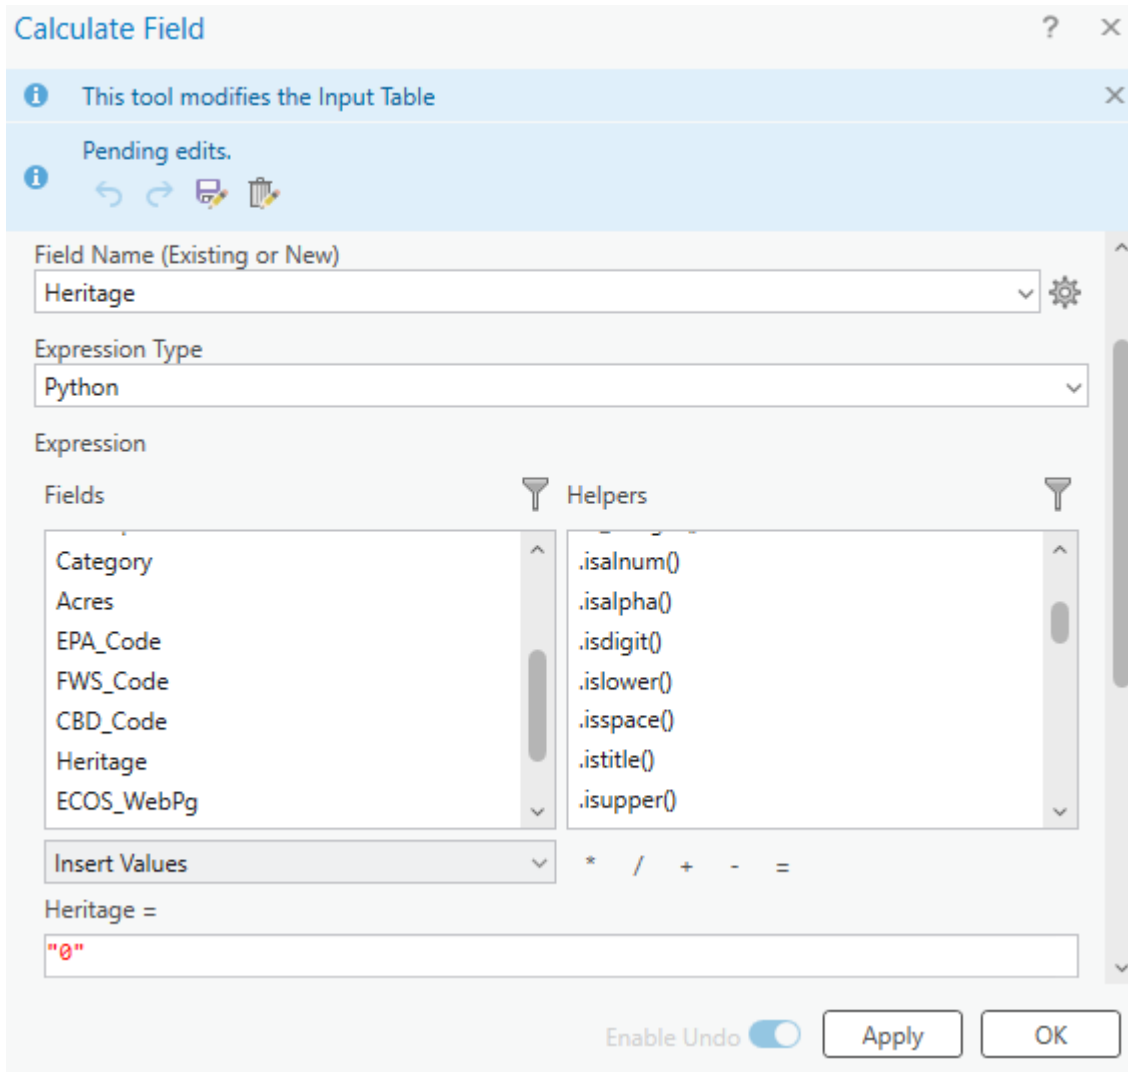 Calculate Field
?
This tool modifies the Input Table
Pending edits.
Field Name (Existing or New)
Heritage
Expression Type
Python
Expression
Fields
Helpers
Category
Acres
EPA_Code
FWS_Code
CBD_Code
Heritage
ECOS_WebPg
.isalnum()
.isalpha()
.isdigit()
.islower()
.isspace()
.istitle()
.isupper()
Insert Values
* / + - =
Heritage =
"0"
Enable Undo
Apply
OK